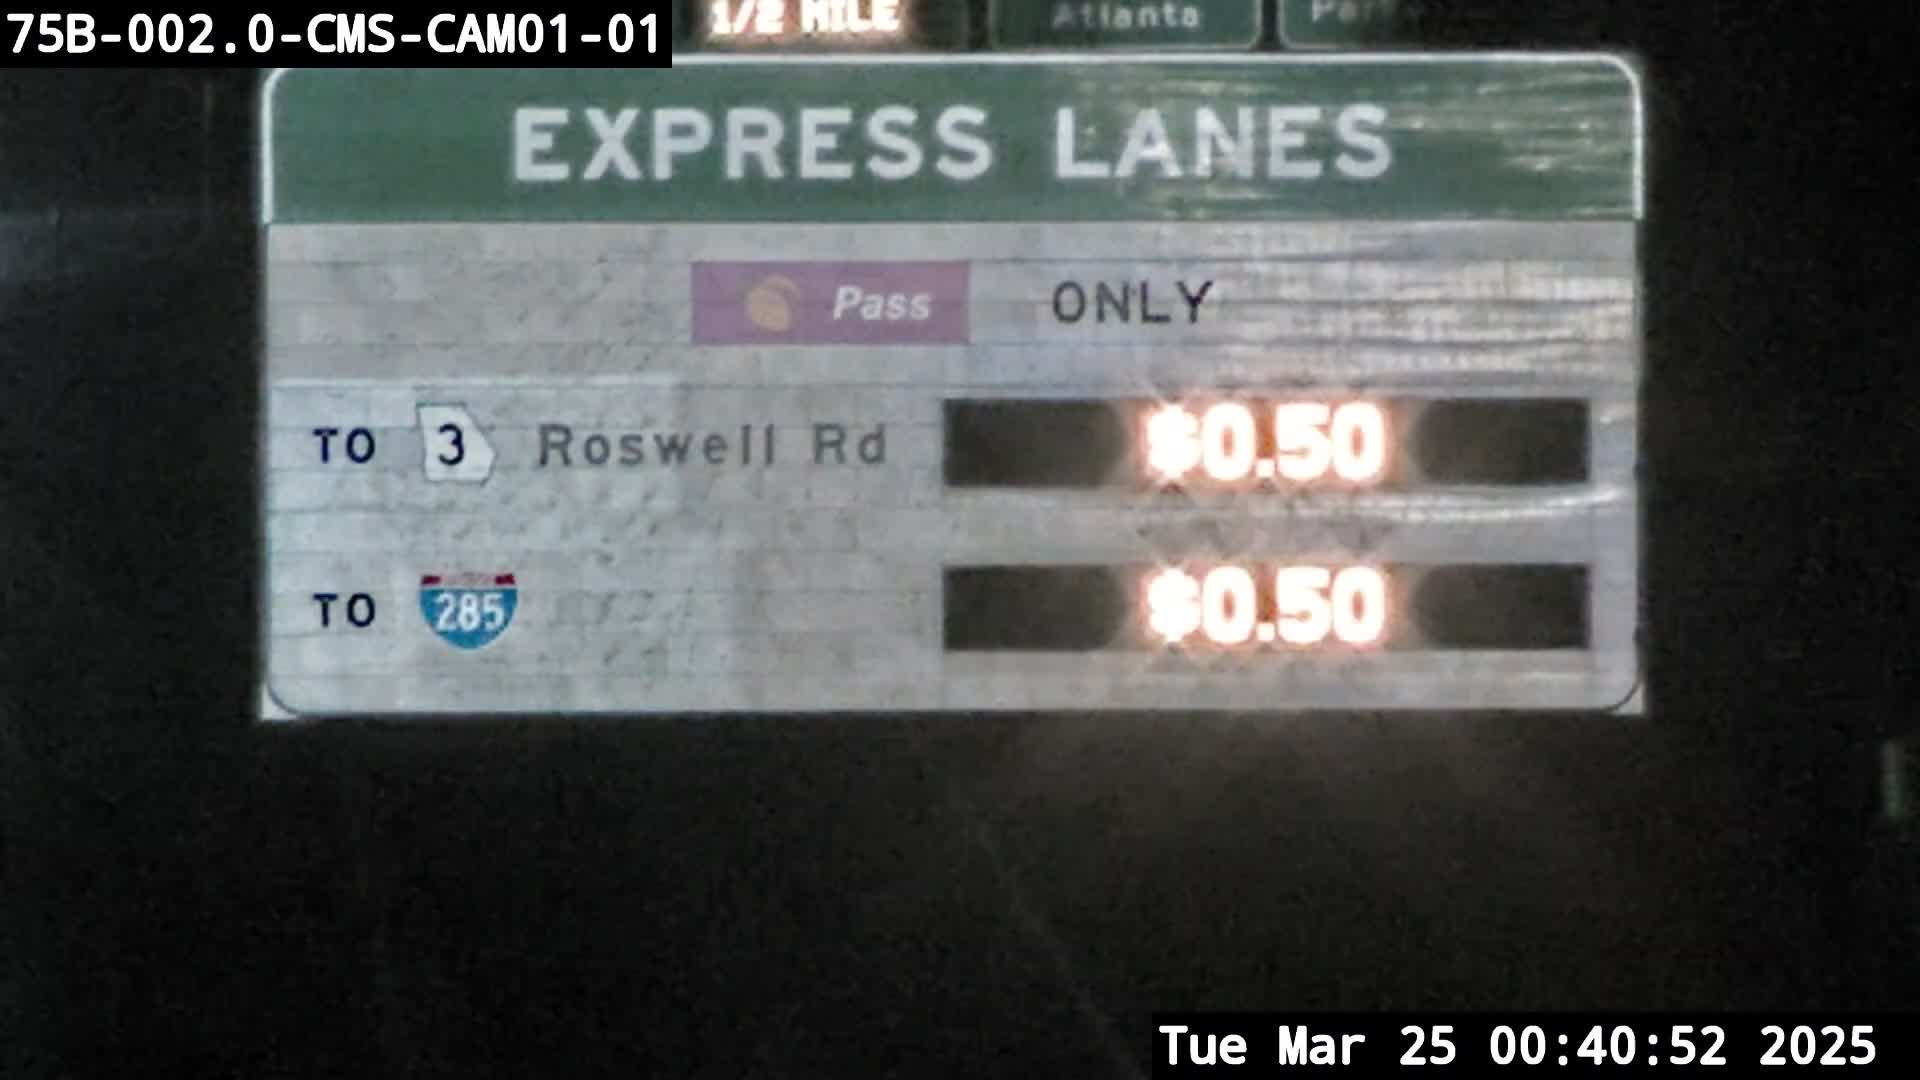 75B-002.0-CMS-CAM01-01
1/2 MILE
Atlanta
EXPRESS LANES
Pass ONLY
TO 3 Roswell Rd $0.50
TO 285 $0.50
Tue Mar 25 00:40:52 2025